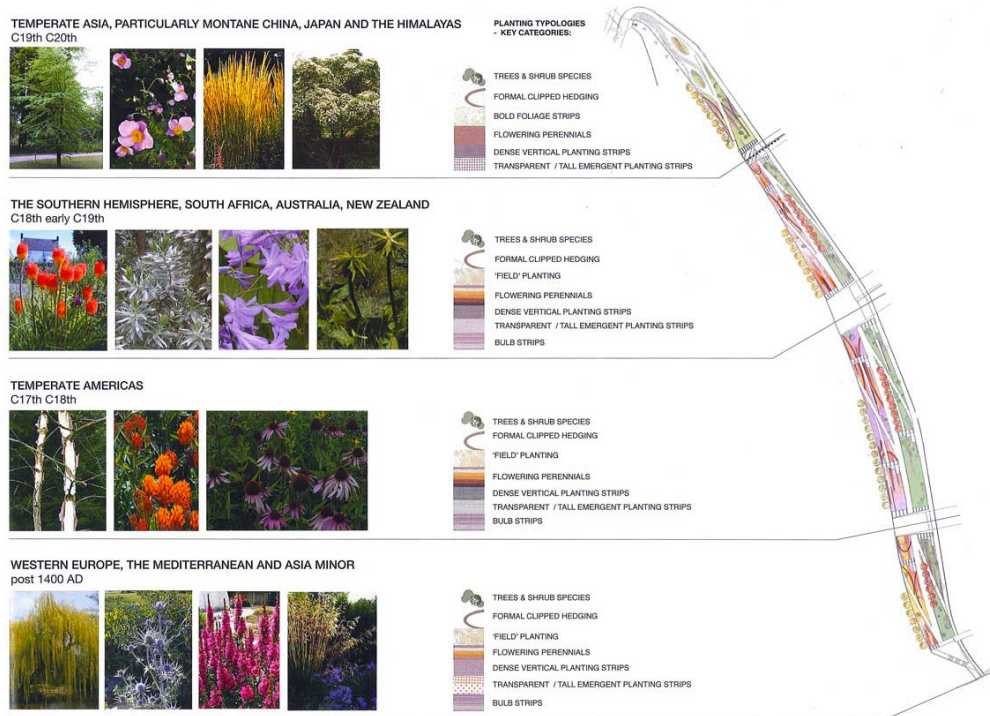 TEMPERATE ASIA, PARTICULARLY MONTANE CHINA, JAPAN AND THE HIMALAYAS
C19th C20th
PLANTING TYPOLOGIES
- KEY CATEGORIES:
TREES & SHRUB SPECIES
FORMAL CLIPPED HEDGING
BOLD FOLIAGE STRIPS
FLOWERING PERENNIALS
DENSE VERTICAL PLANTING STRIPS
TRANSPARENT / TALL EMERGENT PLANTING STRIPS
THE SOUTHERN HEMISPHERE, SOUTH AFRICA, AUSTRALIA, NEW ZEALAND
C18th early C19th
TREES & SHRUB SPECIES
FORMAL CLIPPED HEDGING
'FIELD' PLANTING
FLOWERING PERENNIALS
DENSE VERTICAL PLANTING STRIPS
TRANSPARENT / TALL EMERGENT PLANTING STRIPS
BULB STRIPS
TEMPERATE AMERICAS
C17th C18th
TREES & SHRUB SPECIES
FORMAL CLIPPED HEDGING
'FIELD' PLANTING
FLOWERING PERENNIALS
DENSE VERTICAL PLANTING STRIPS
TRANSPARENT / TALL EMERGENT PLANTING STRIPS
BULB STRIPS
WESTERN EUROPE, THE MEDITERRANEAN AND ASIA MINOR
post 1400 AD
TREES & SHRUB SPECIES
FORMAL CLIPPED HEDGING
'FIELD' PLANTING
FLOWERING PERENNIALS
DENSE VERTICAL PLANTING STRIPS
TRANSPARENT / TALL EMERGENT PLANTING STRIPS
BULB STRIPS